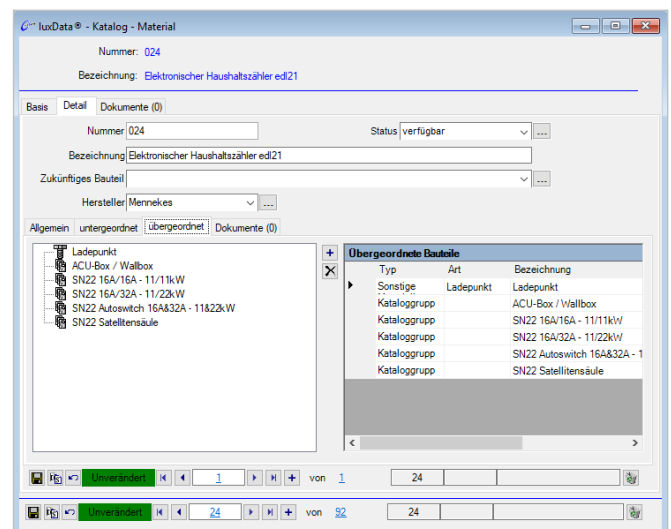 luxData® - Katalog - Material
Nummer: 024
Bezeichnung: Elektronischer Haushaltszähler edl21
Basis Detail Dokumente (0)
Nummer 024 Status verfügbar ...
Bezeichnung Elektronischer Haushaltszähler edl21
Zukünftiges Bauteil ...
Hersteller Mennekes ...
Allgemein untergeordnet übergeordnet Dokumente (0)
Ladepunkt
ACU-Box / Wallbox
SN22 16A/16A - 11/11kW
SN22 16A/32A - 11/22kW
SN22 Autoswitch 16A&32A - 11&22kW
SN22 Satellitensäule
Übergeordnete Bauteile
Typ Art Bezeichnung
Sonstige Ladepunkt Ladepunkt
Kataloggrupp ACU-Box / Wallbox
Kataloggrupp SN22 16A/16A - 11/11kW
Kataloggrupp SN22 16A/32A - 11/22kW
Kataloggrupp SN22 Autoswitch 16A&32A - 1
Kataloggrupp SN22 Satellitensäule
Unverändert 1 von 1 24
Unverändert 24 von 92 24